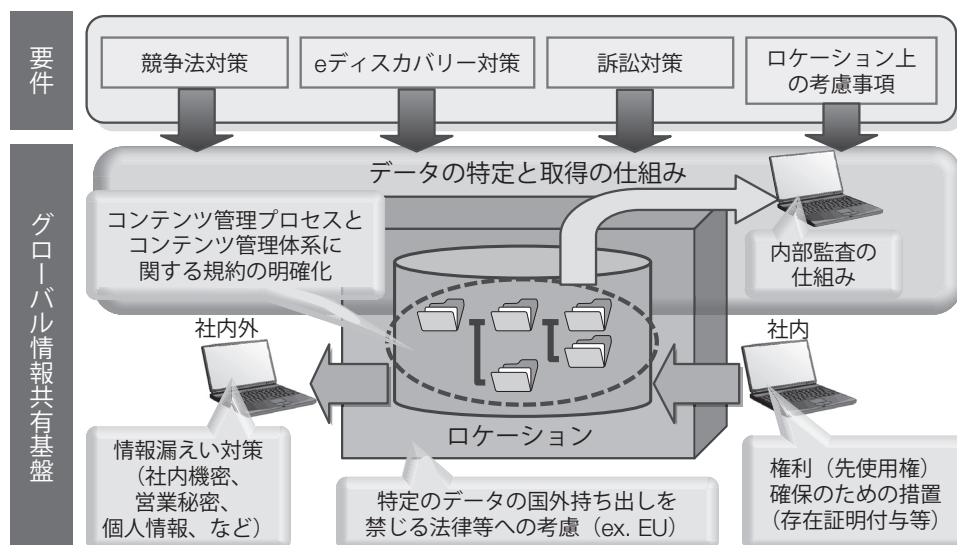 要件
競争法対策
eディスカバリー対策
訴訟対策
ロケーション上
の考慮事項
グローバル情報共有基盤
データの特定と取得の仕組み
コンテンツ管理プロセスと
コンテンツ管理体系に
関する規約の明確化
内部監査の
仕組み
社内外
社内
ロケーション
情報漏えい対策
(社内機密、
営業秘密、
個人情報、など)
特定のデータの国外持ち出しを
禁じる法律等への考慮(ex. EU)
権利(先使用権)
確保のための措置
(存在証明付与等)